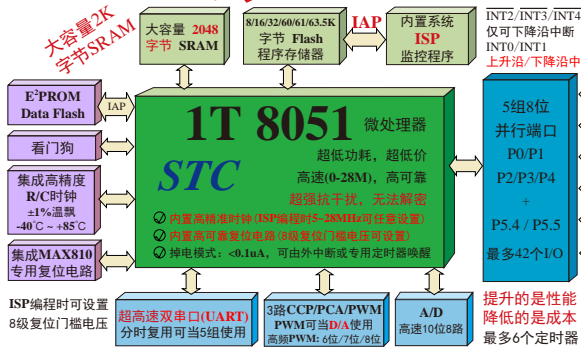 大容量2K
字节SRAM
大容量 2048
字节 SRAM
8/16/32/60/61/63.5K
字节 Flash
程序存储器
IAP
内置系统
ISP
监控程序
INT2/INT3/INT4
仅可下降沿中断
INT0/INT1
上升沿/下降沿中
E²PROM
Data Flash
IAP
看门狗
集成高精度
R/C时钟
±1%温飘
-40℃～+85℃
集成MAX810
专用复位电路
1T 8051 微处理器
STC
超低功耗，超低价
高速(0-28M)，高可靠
超强抗干扰，无法解密
内置高精准时钟(ISP编程时5-28MHz可任意设置)
内置高可靠复位电路(8级复位门槛电压可设置)
掉电模式：<0.1uA，可由外中断或专用定时器唤醒
5组8位
并行端口
P0/P1
P2/P3/P4
+
P5.4 / P5.5
最多42个I/O
ISP编程时可设置
8级复位门槛电压
超高速双串口(UART)
分时复用可当5组使用
3路CCP/PCA/PWM
PWM可当D/A使用
高频PWM: 6位/7位/8位
A/D
高速10位8路
提升的是性能
降低的是成本
最多6个定时器